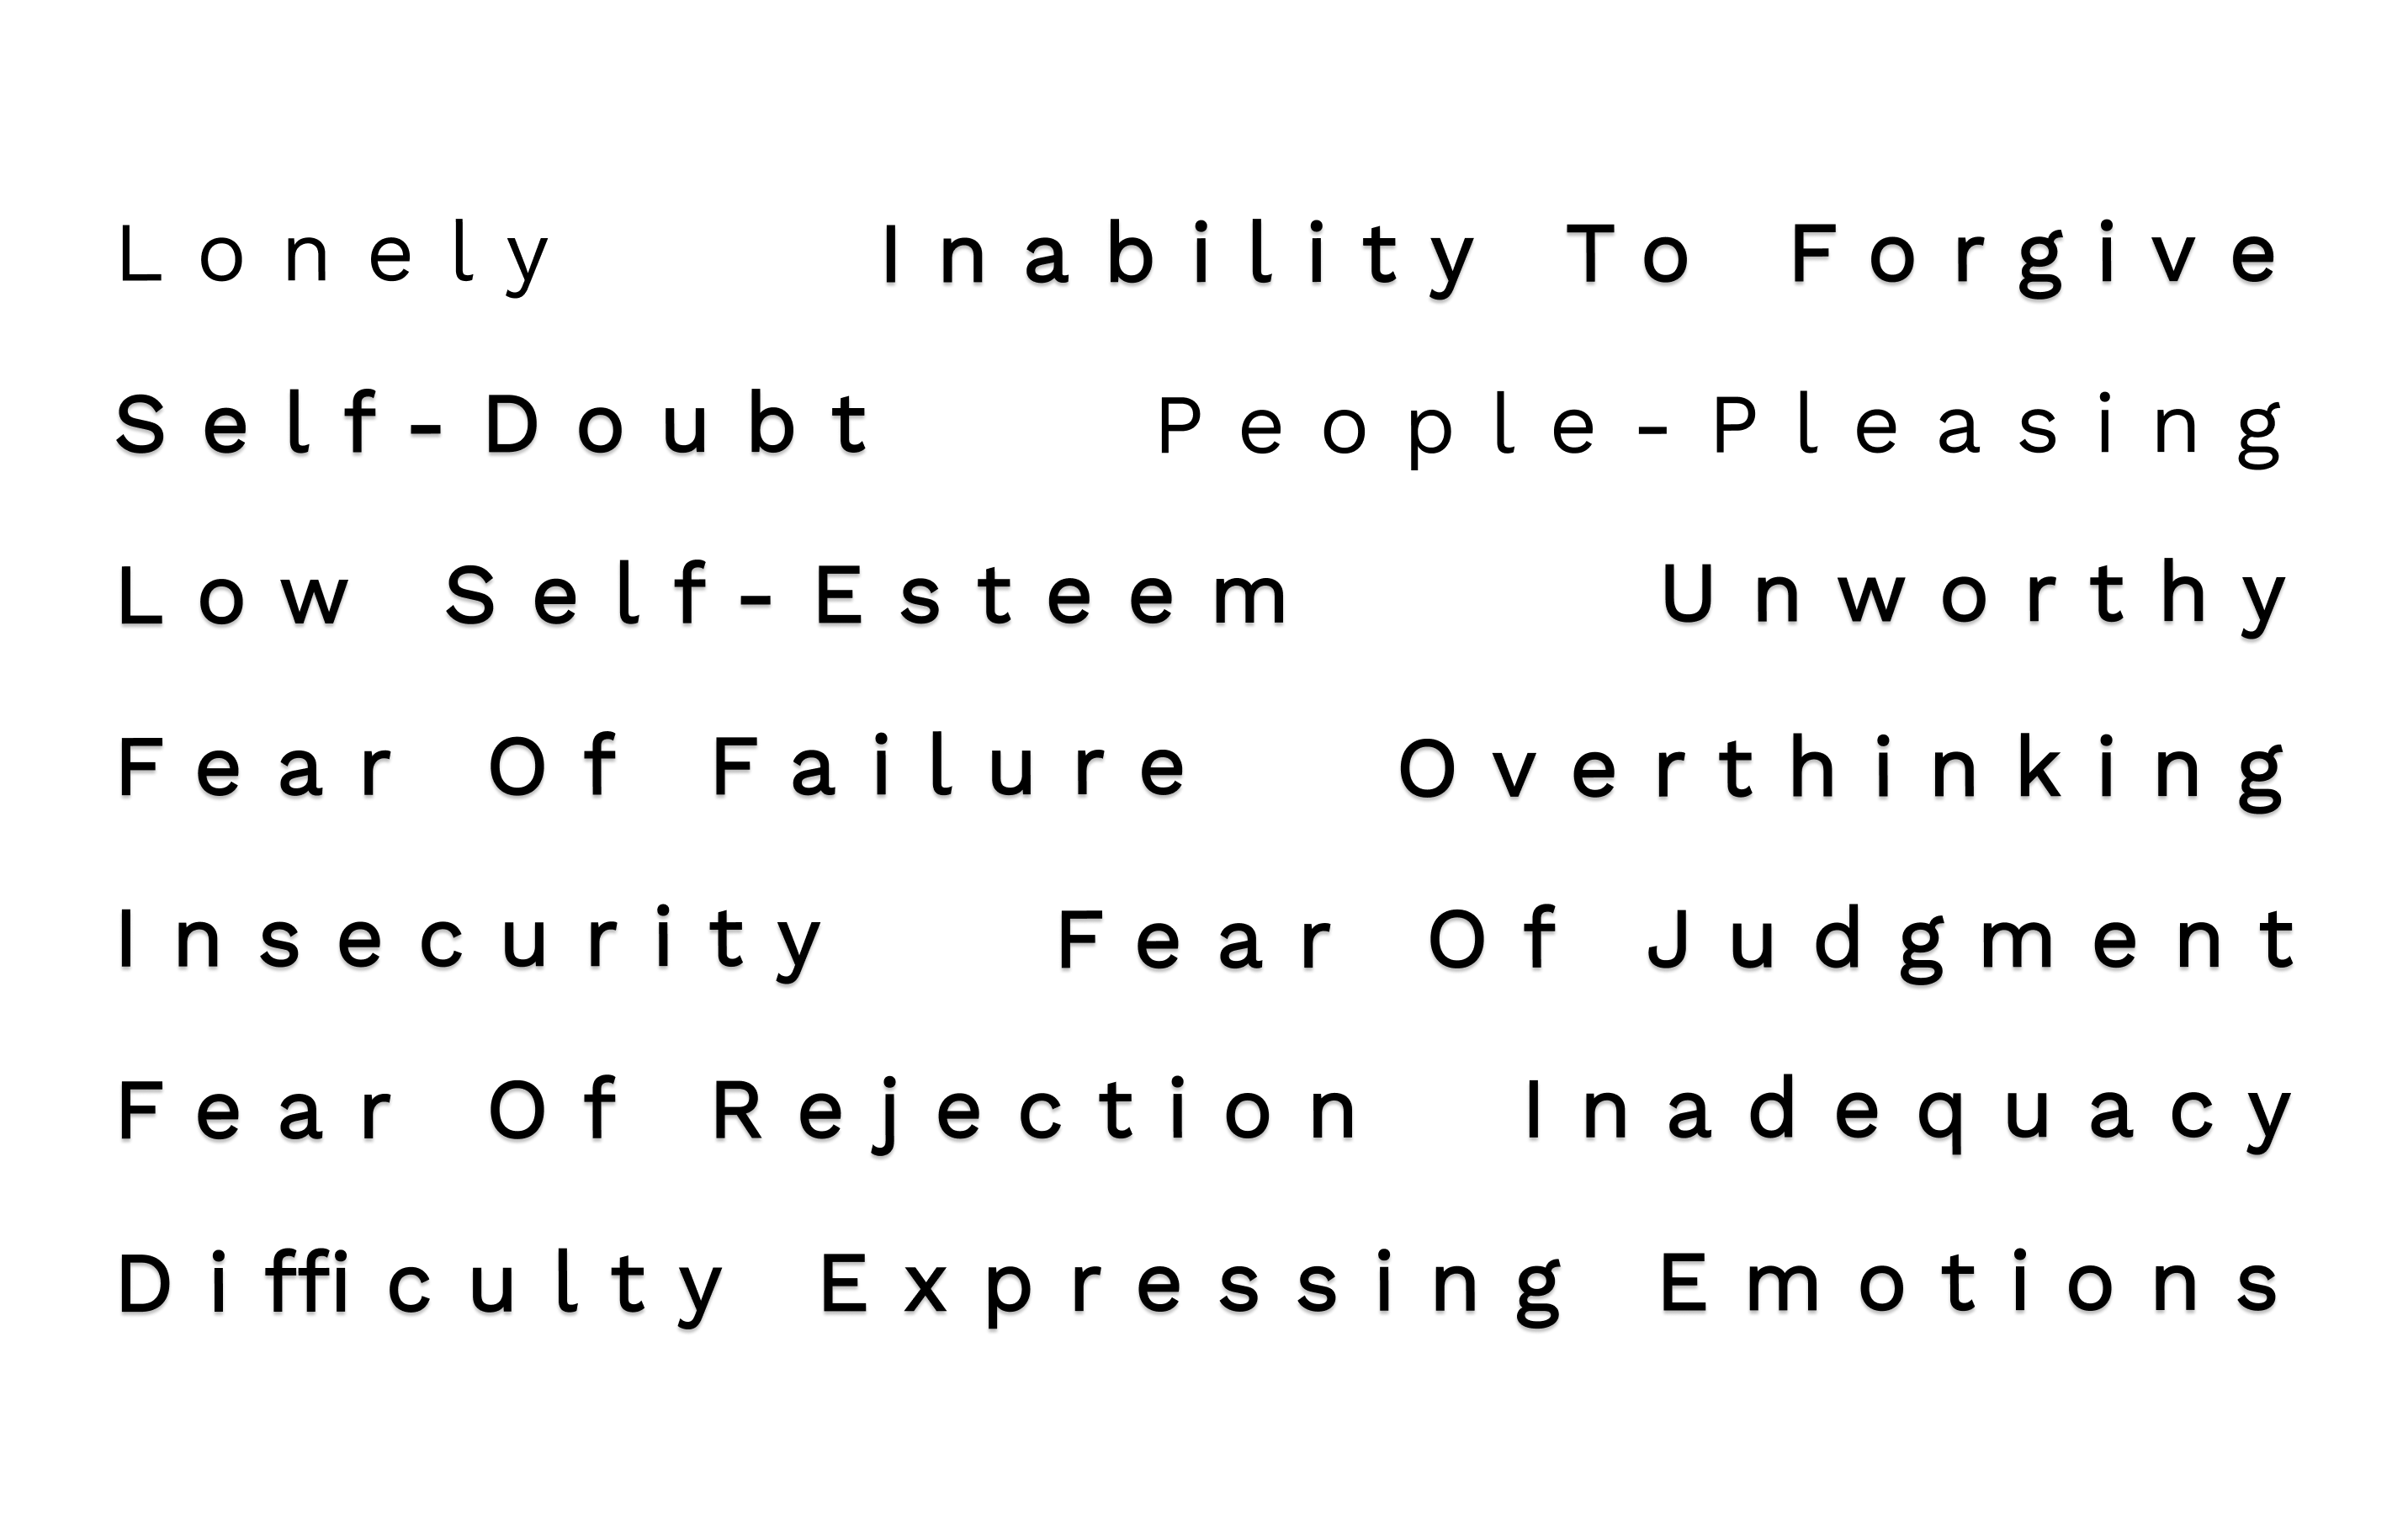 Lonely Inability To Forgive
Self-Doubt People-Pleasing
Low Self-Esteem Unworthy
Fear Of Failure Overthinking
Insecurity Fear Of Judgment
Fear Of Rejection Inadequacy
Difficulty Expressing Emotions